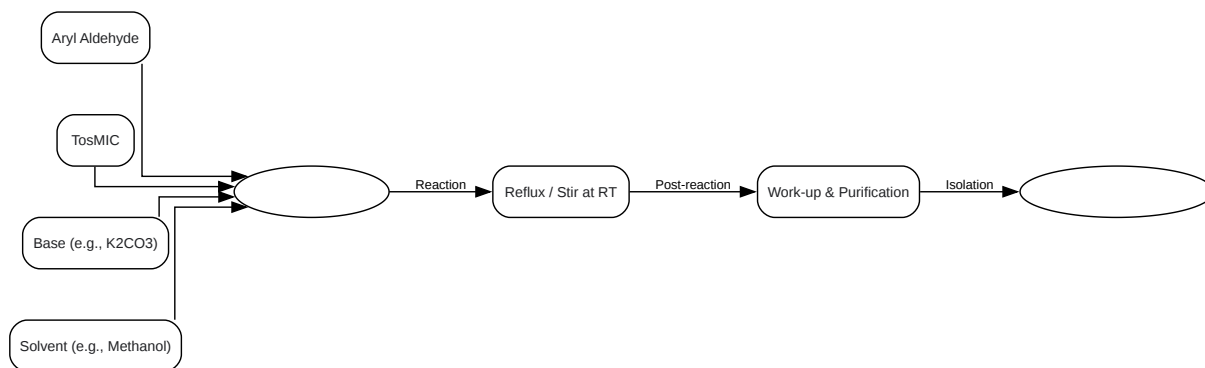 Aryl Aldehyde
TosMIC
Base (e.g., K2CO3)
Solvent (e.g., Methanol)
Reaction
Reflux / Stir at RT
Post-reaction
Work-up & Purification
Isolation